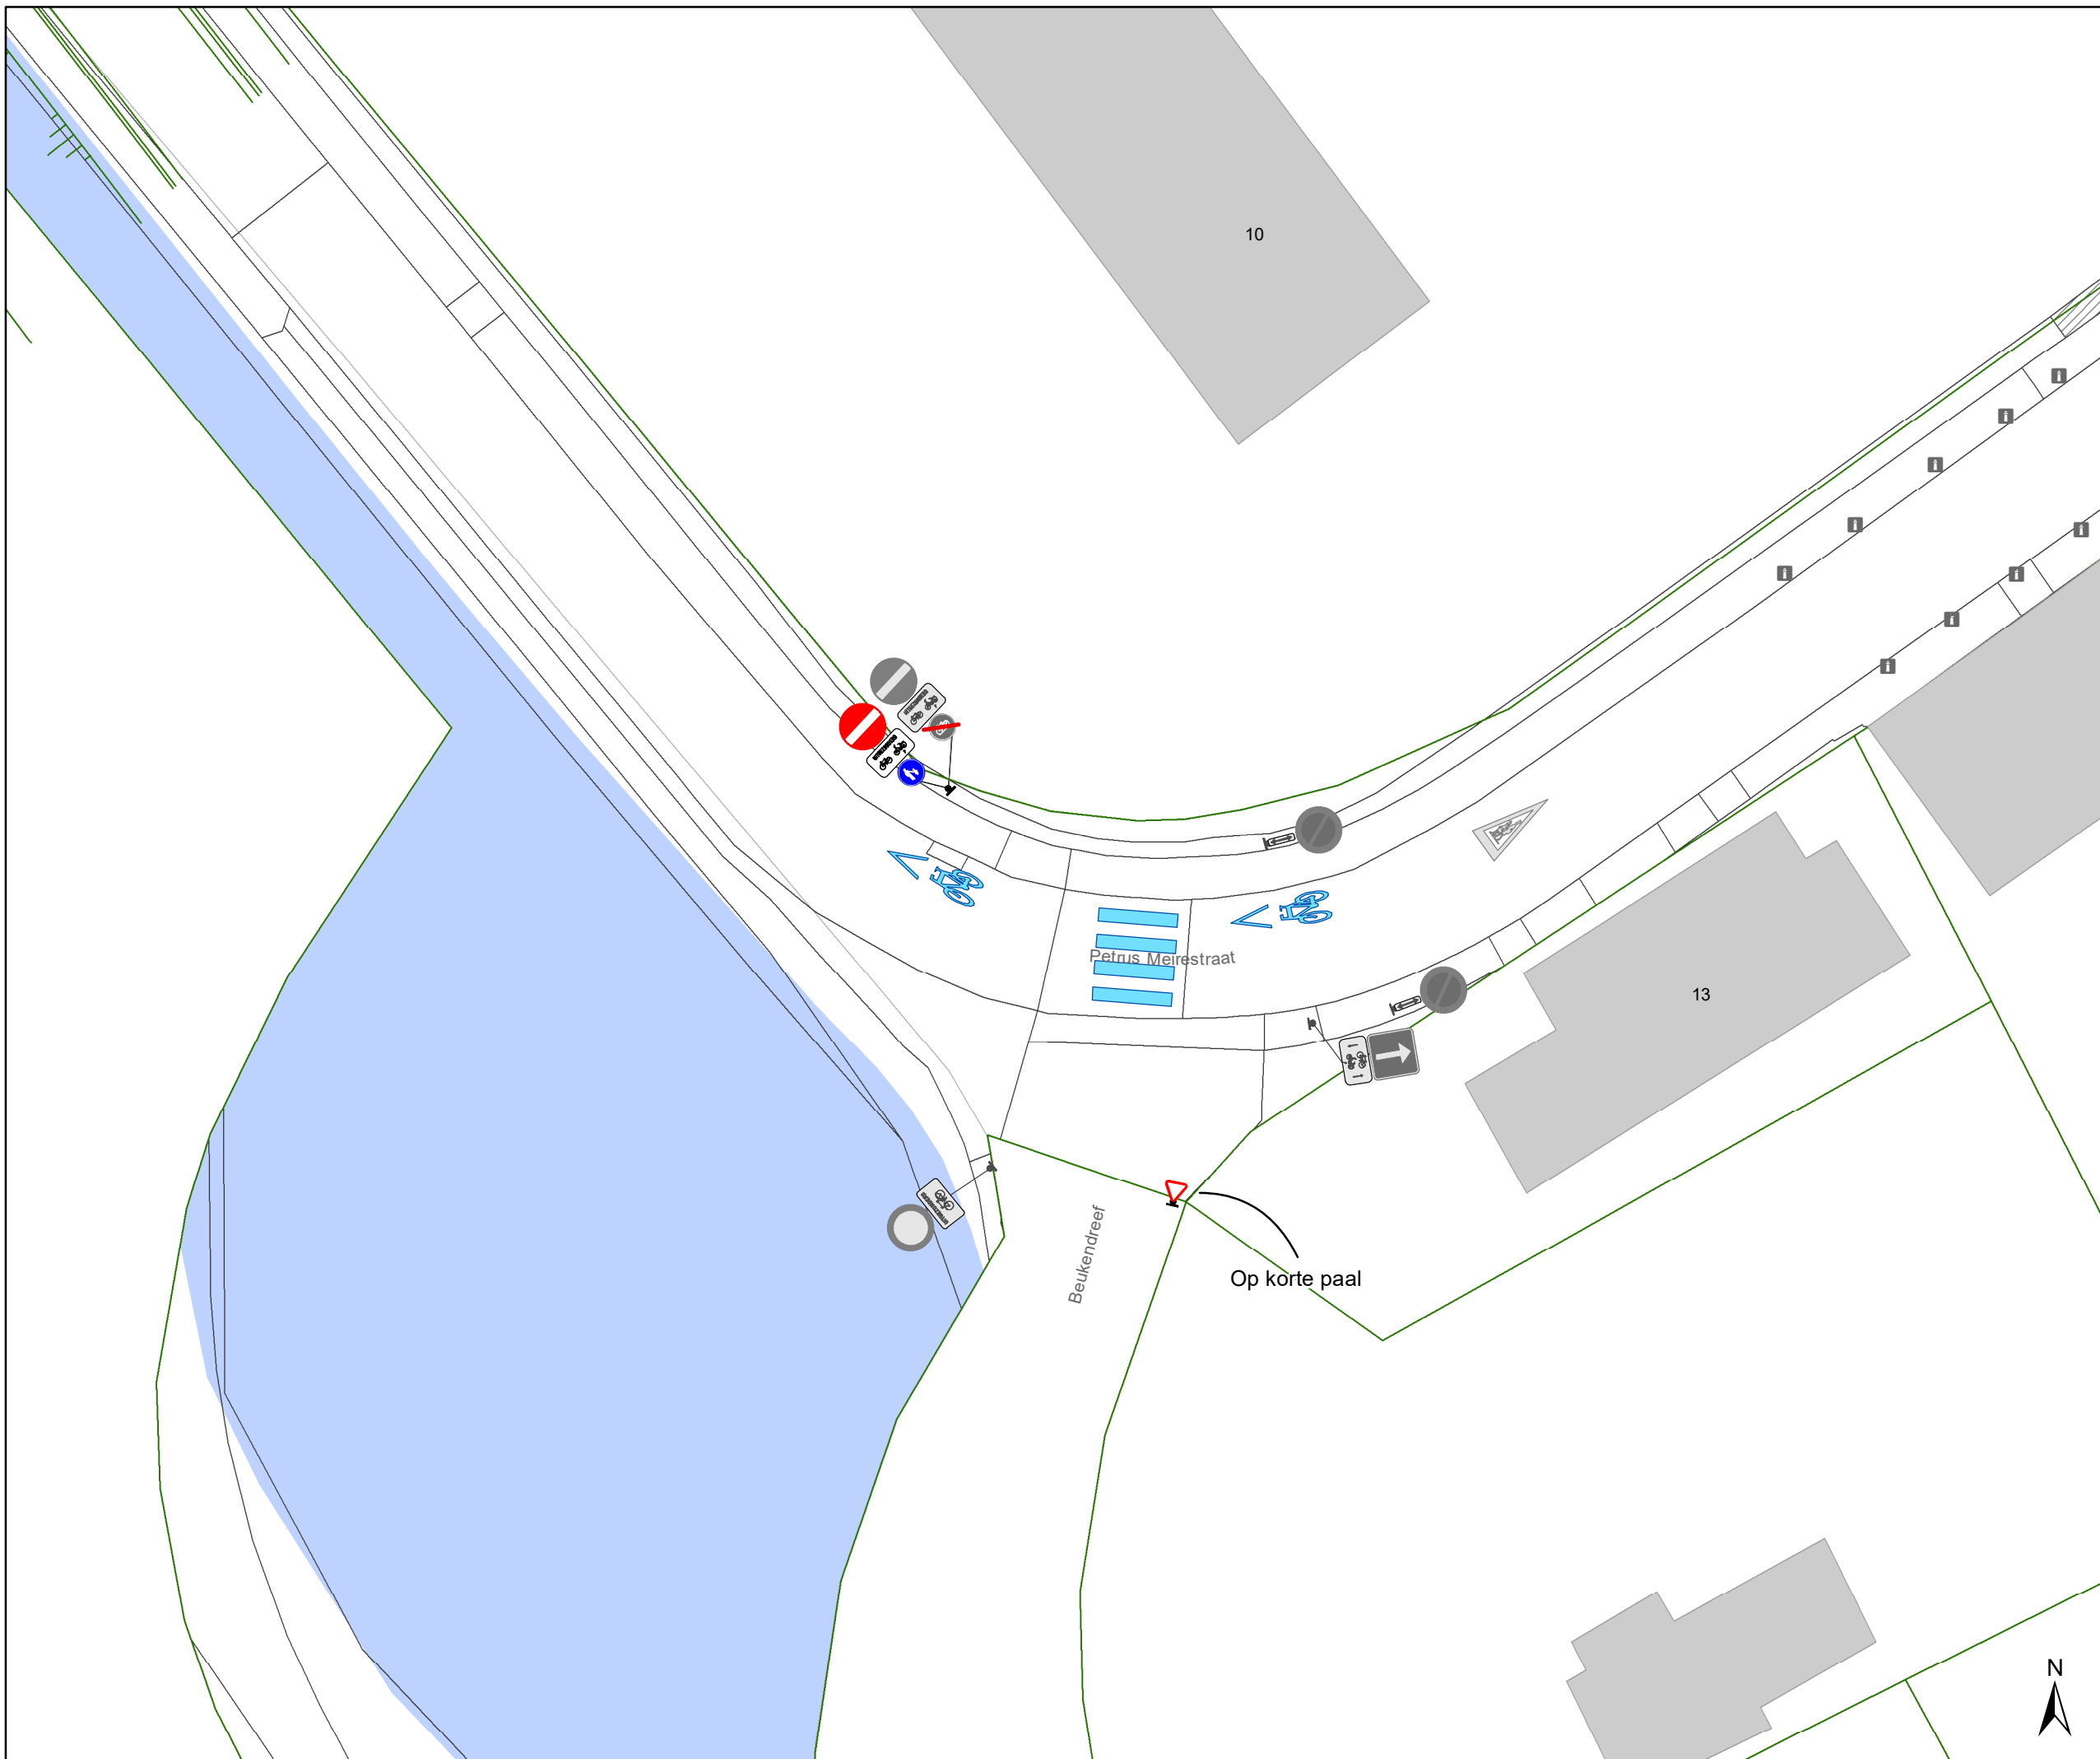 10
Petrus Meirestraat
13
Beukendreef
Op korte paal
N